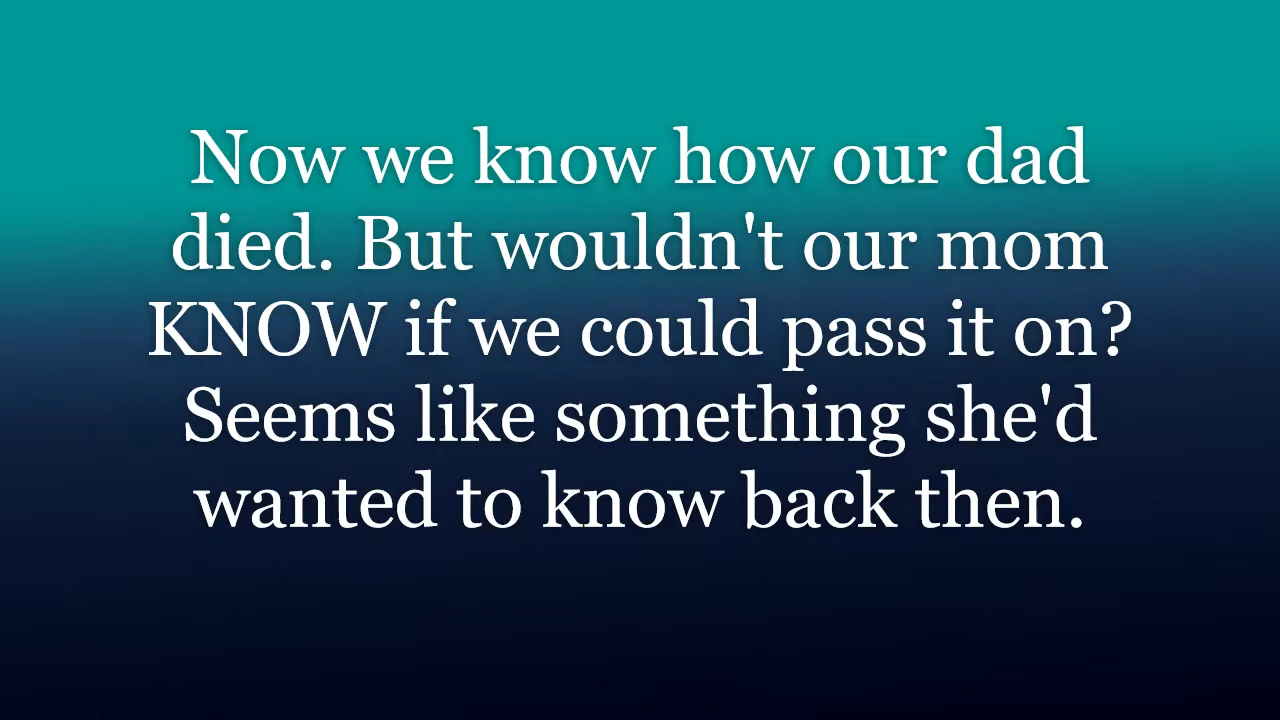 Now we know how our dad
died. But wouldn't our mom
KNOW if we could pass it on?
Seems like something she'd
wanted to know back then.